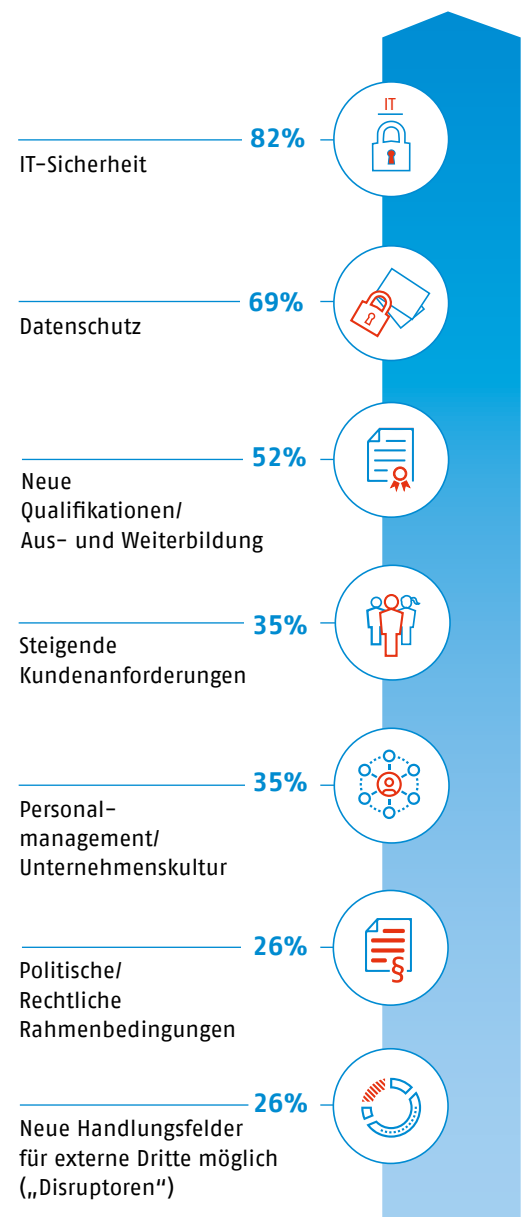 IT
82%
IT-Sicherheit
69%
Datenschutz
52%
Neue
Qualifikationen/
Aus- und Weiterbildung
35%
Steigende
Kundenanforderungen
35%
Personal-
management/
Unternehmenskultur
26%
Politische/
Rechtliche
Rahmenbedingungen
§
26%
Neue Handlungsfelder
für externe Dritte möglich
(„Disruptoren“)